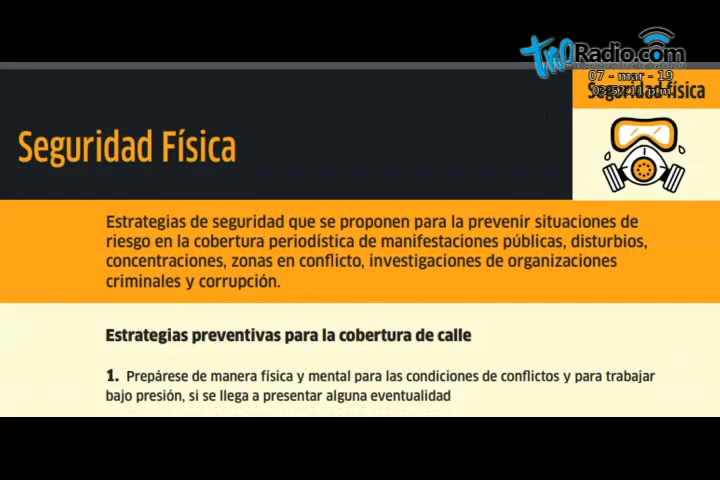 TroRadio.com
07 - mar - 19
Seguridad física
Seguridad Física
Estrategias de seguridad que se proponen para la prevenir situaciones de
riesgo en la cobertura periodística de manifestaciones públicas, disturbios,
concentraciones, zonas en conflicto, investigaciones de organizaciones
criminales y corrupción.
Estrategias preventivas para la cobertura de calle
1. Prepárese de manera física y mental para las condiciones de conflictos y para trabajar
bajo presión, si se llega a presentar alguna eventualidad